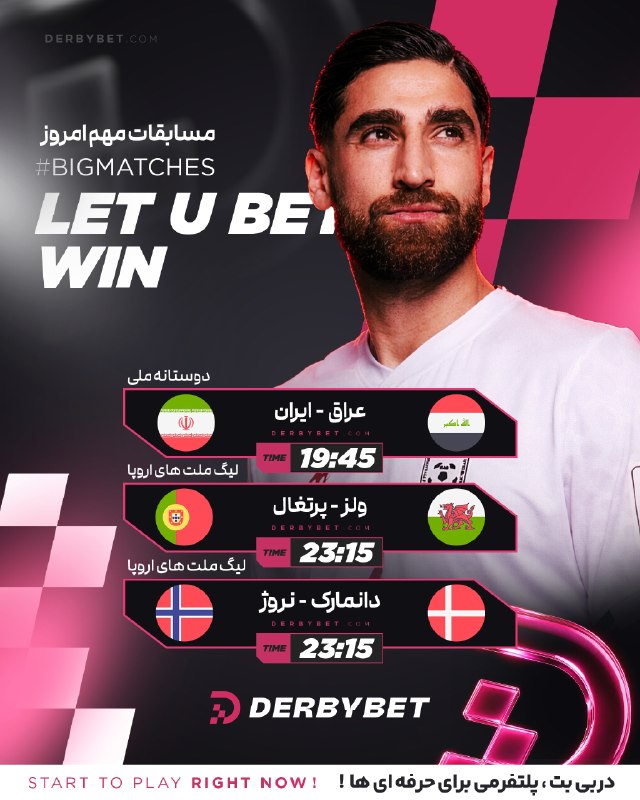 DERBYBET.COM
مسابقات مهم امروز
#BIGMATCHES
LET U BET
WIN
دوستانه ملی
عراق - ایران
DERBYBET.COM
TIME 19:45
لیگ ملت های اروپا
ولز - پرتغال
DERBYBET.COM
TIME 23:15
لیگ ملت های اروپا
دانمارک - نروژ
DERBYBET.COM
TIME 23:15
DERBYBET
START TO PLAY RIGHT NOW! دربی بت ، پلتفرمی برای حرفه ای ها !